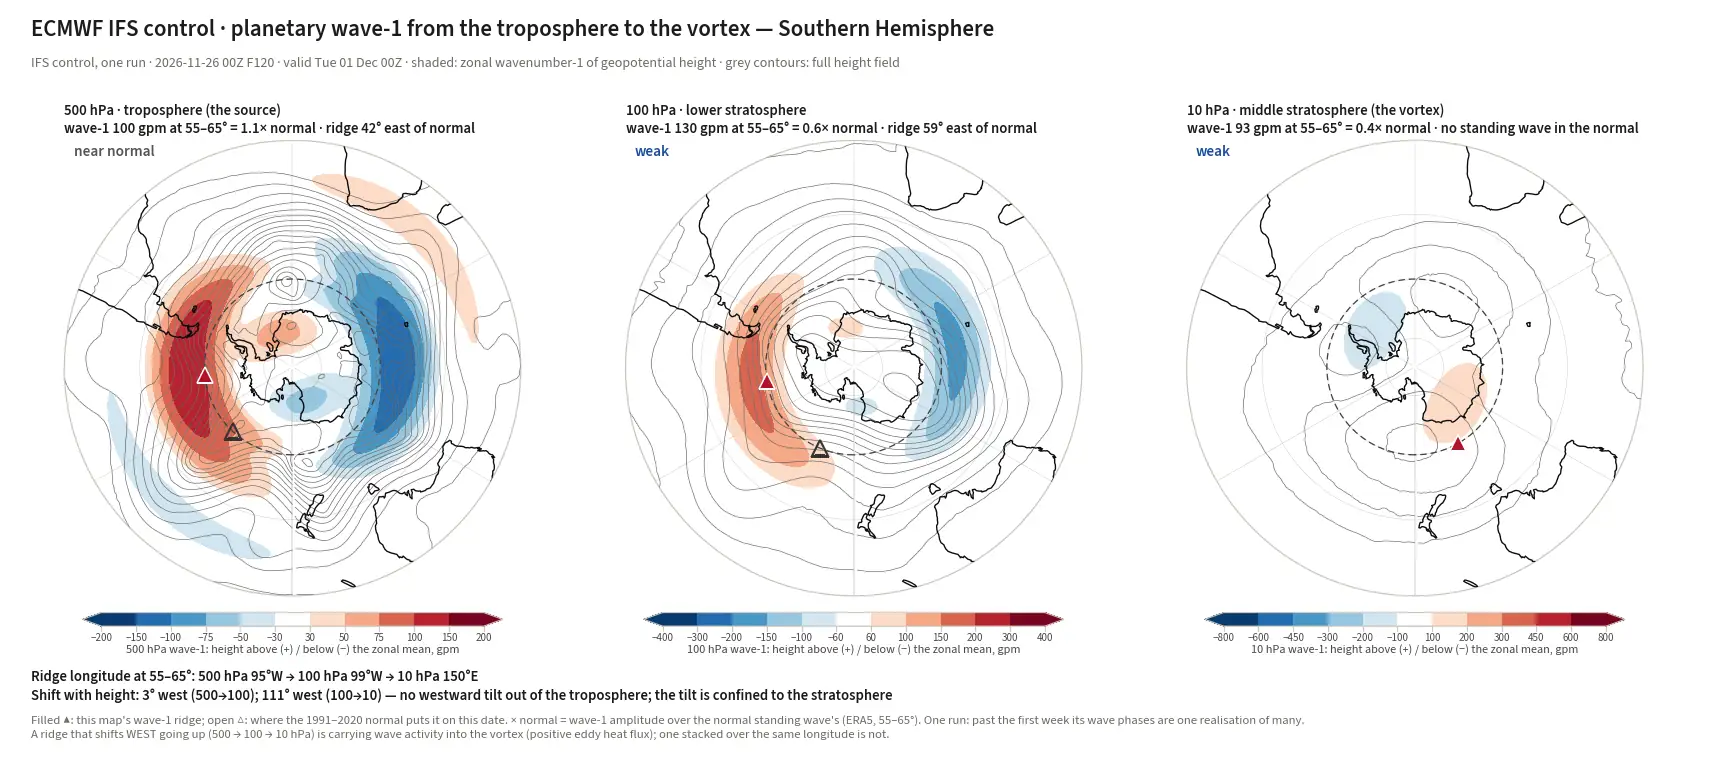 ECMWF IFS control · planetary wave-1 from the troposphere to the vortex — Southern Hemisphere
IFS control, one run · 2026-11-26 00Z F120 · valid Tue 01 Dec 00Z · shaded: zonal wavenumber-1 of geopotential height · grey contours: full height field
500 hPa · troposphere (the source)
wave-1 100 gpm at 55–65° = 1.1× normal · ridge 42° east of normal
near normal
100 hPa · lower stratosphere
wave-1 130 gpm at 55–65° = 0.6× normal · ridge 59° east of normal
weak
10 hPa · middle stratosphere (the vortex)
wave-1 93 gpm at 55–65° = 0.4× normal · no standing wave in the normal
weak
−200 −150 −100 −75 −50 −30 30 50 75 100 150 200
500 hPa wave-1: height above (+) / below (−) the zonal mean, gpm
−400 −300 −200 −150 −100 −60 60 100 150 200 300 400
100 hPa wave-1: height above (+) / below (−) the zonal mean, gpm
−800 −600 −450 −300 −200 −100 100 200 300 450 600 800
10 hPa wave-1: height above (+) / below (−) the zonal mean, gpm
Ridge longitude at 55–65°: 500 hPa 95°W → 100 hPa 99°W → 10 hPa 150°E
Shift with height: 3° west (500→100); 111° west (100→10) — no westward tilt out of the troposphere; the tilt is confined to the stratosphere
Filled ▲: this map's wave-1 ridge; open △: where the 1991–2020 normal puts it on this date. × normal = wave-1 amplitude over the normal standing wave's (ERA5, 55–65°). One run: past the first week its wave phases are one realisation of many.
A ridge that shifts WEST going up (500 → 100 → 10 hPa) is carrying wave activity into the vortex (positive eddy heat flux); one stacked over the same longitude is not.